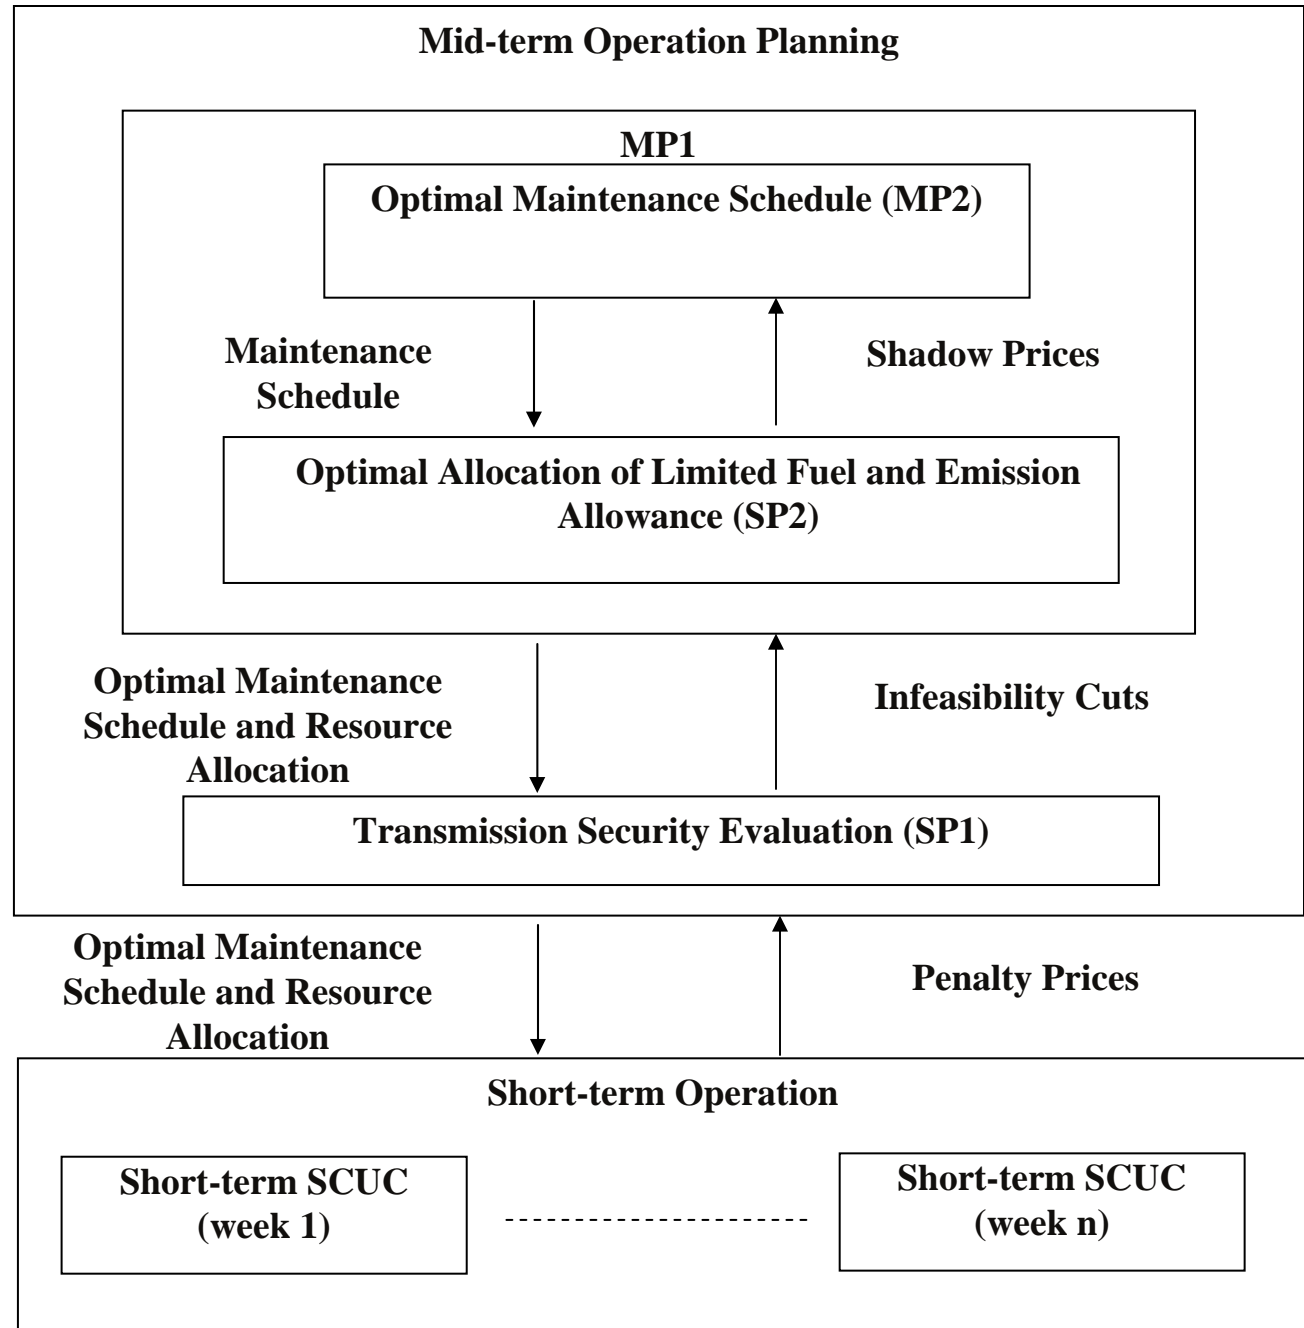 Mid-term Operation Planning
MP1
Optimal Maintenance Schedule (MP2)
Maintenance
Schedule
Shadow Prices
Optimal Allocation of Limited Fuel and Emission
Allowance (SP2)
Optimal Maintenance
Schedule and Resource
Allocation
Infeasibility Cuts
Transmission Security Evaluation (SP1)
Optimal Maintenance
Schedule and Resource
Allocation
Penalty Prices
Short-term Operation
Short-term SCUC
(week 1)
Short-term SCUC
(week n)